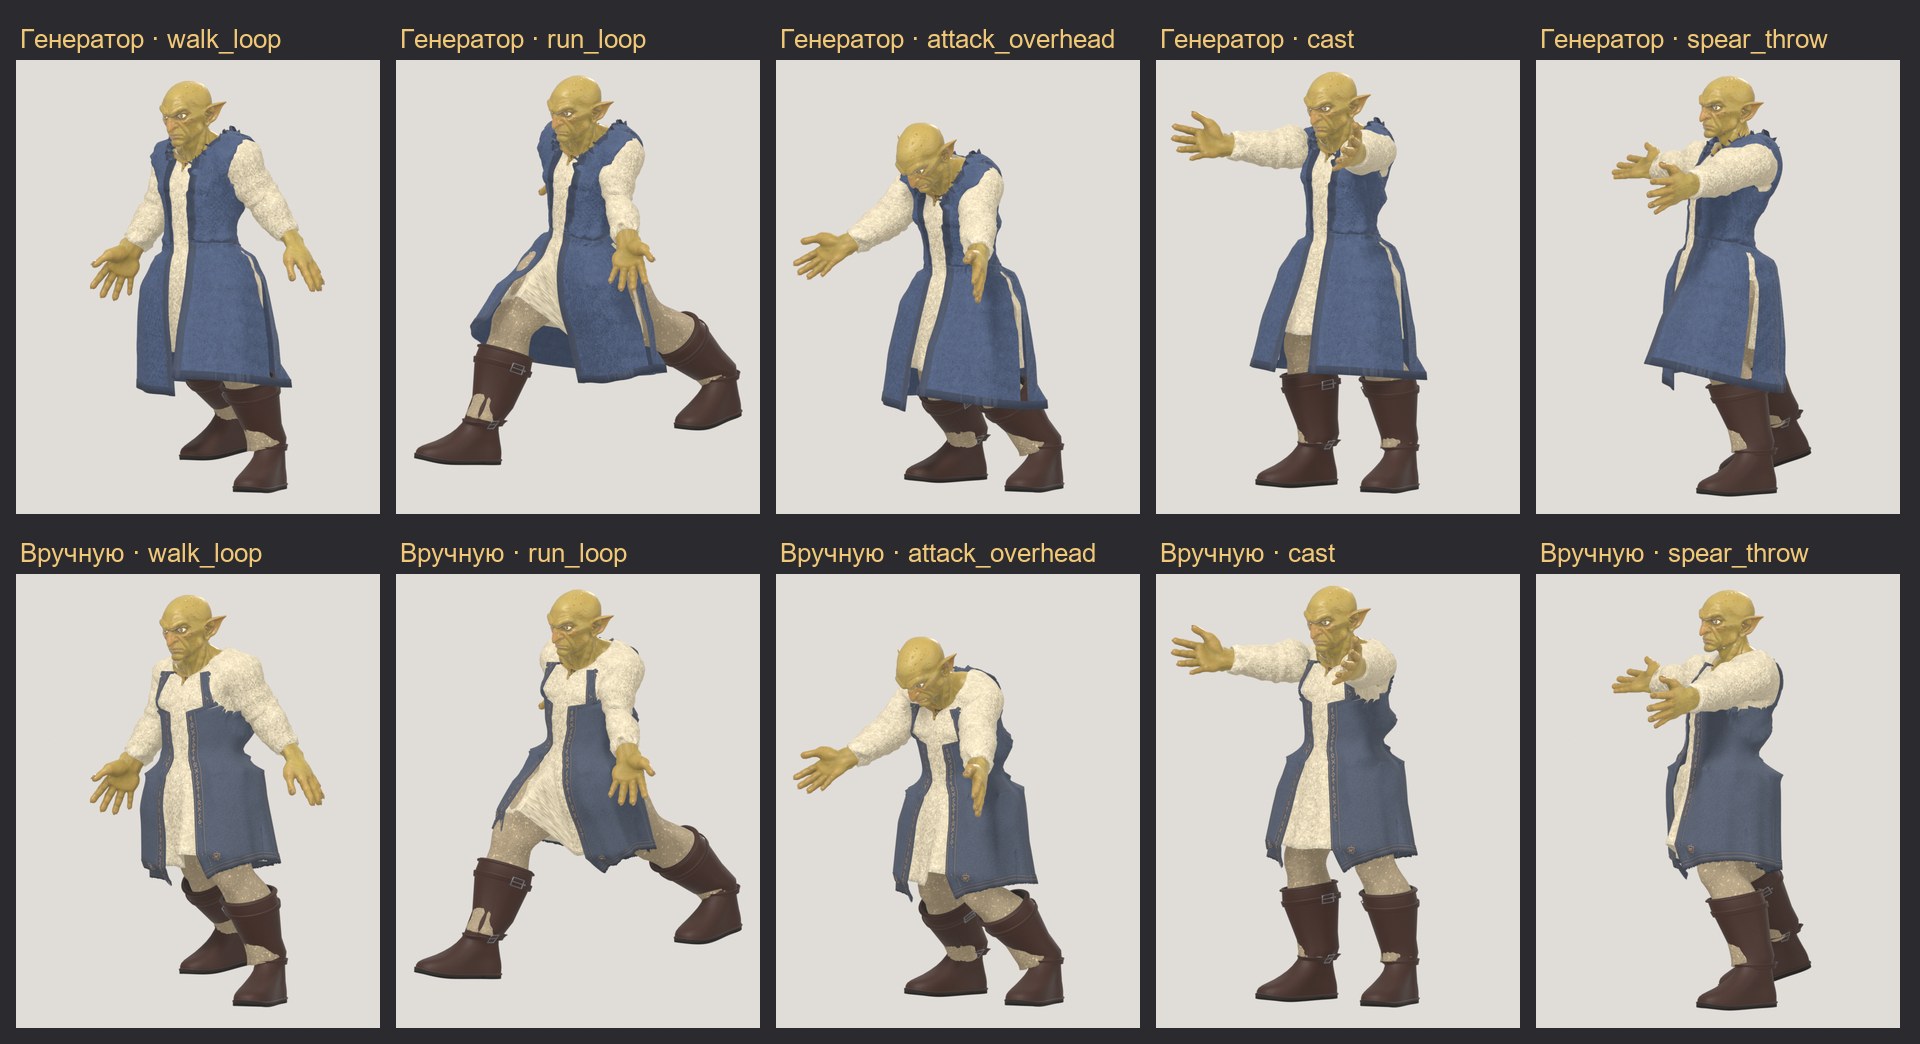 Генератор · walk_loop
Генератор · run_loop
Генератор · attack_overhead
Генератор · cast
Генератор · spear_throw
Вручную · walk_loop
Вручную · run_loop
Вручную · attack_overhead
Вручную · cast
Вручную · spear_throw